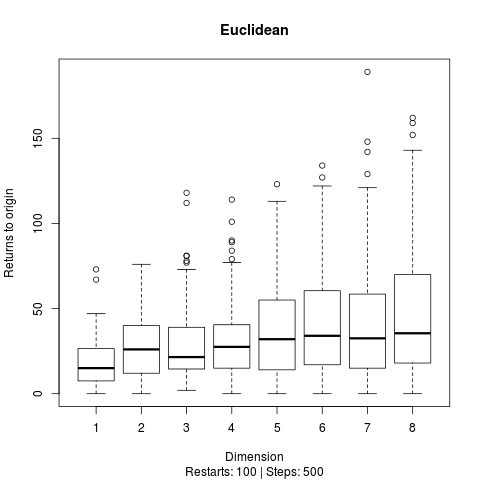 Euclidean
Returns to origin
150
100
50
0
1 2 3 4 5 6 7 8
Dimension
Restarts: 100 | Steps: 500